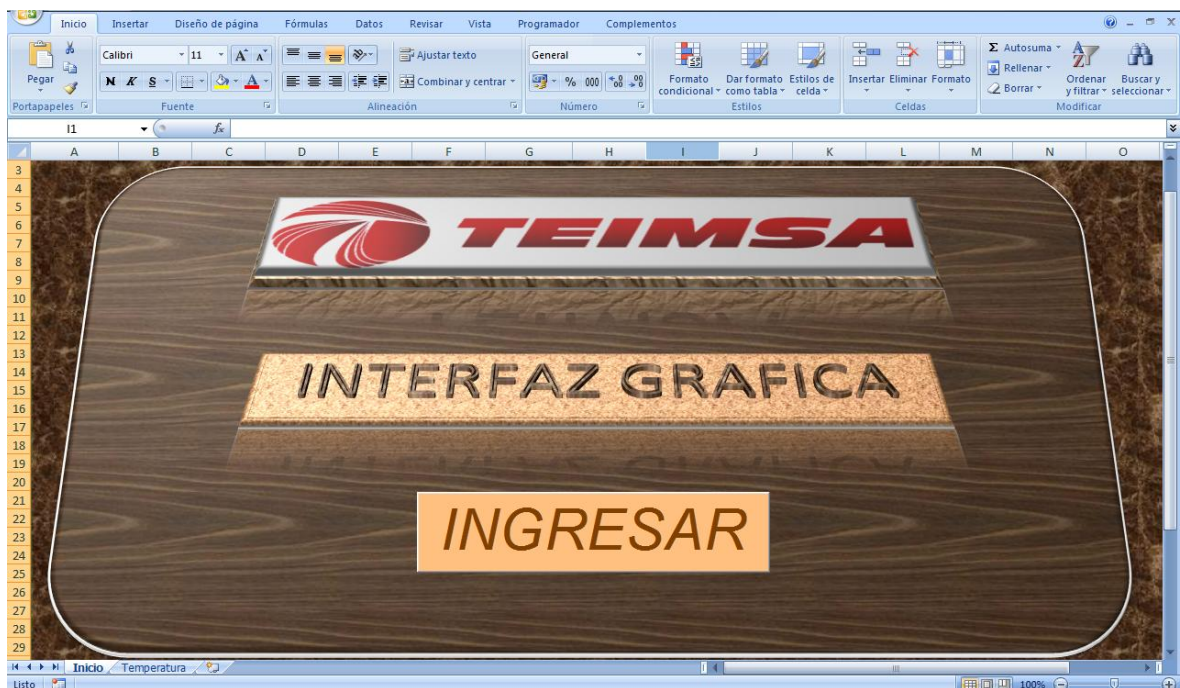 Inicio Insertar Diseño de página Fórmulas Datos Revisar Vista Programador Complementos
Calibri 11 A A Ajustar texto General Σ Autosuma
Pegar Rellenar
N K S A Combinar y centrar % 000 Formato condicional Dar formato como tabla Estilos de celda Insertar Eliminar Formato Borrar Ordenar y filtrar Buscar y seleccionar
Portapapeles Fuente Alineación Número Estilos Celdas Modificar
I1 fx
A B C D E F G H I J K L M N O
3
4
5
6
7
8
9
10
11
12
13
14
15
16
17
18
19
20
21
22
23
24
25
26
27
28
29
TEIMSA
INTERFAZ GRAFICA
INGRESAR
Inicio Temperatura
Listo 100%